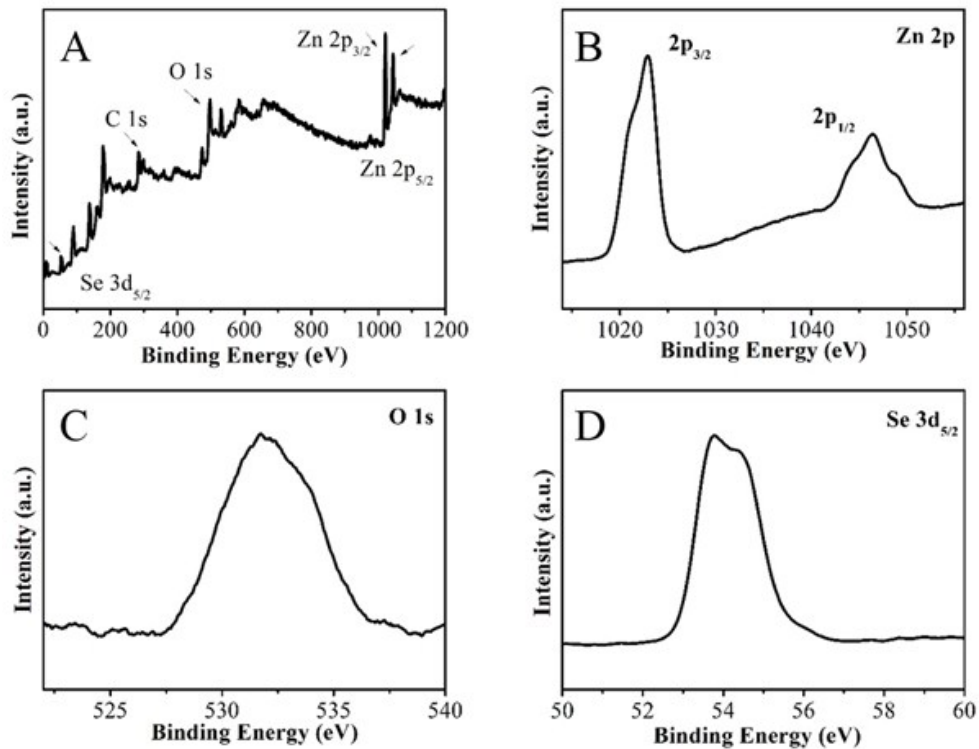 A
Zn 2p3/2
O 1s
C 1s
Zn 2p5/2
Se 3d5/2
Intensity (a.u.)
0 200 400 600 800 1000 1200
Binding Energy (eV)
B
Zn 2p
2p3/2
2p1/2
Intensity (a.u.)
1020 1030 1040 1050
Binding Energy (eV)
C
O 1s
Intensity (a.u.)
525 530 535 540
Binding Energy (eV)
D
Se 3d5/2
Intensity (a.u.)
50 52 54 56 58 60
Binding Energy (eV)